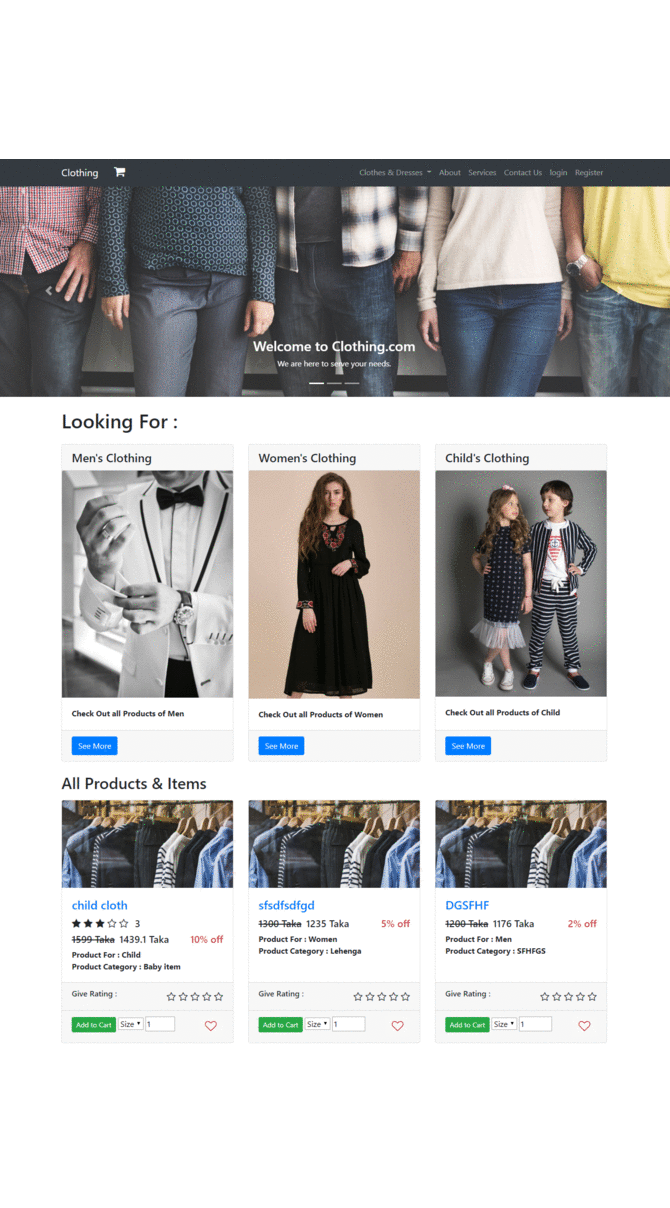 Clothing Clothes & Dresses About Services Contact Us login Register
Welcome to Clothing.com
We are here to serve your needs.
Looking For :
Men's Clothing
Women's Clothing
Child's Clothing
Check Out all Products of Men
Check Out all Products of Women
Check Out all Products of Child
See More
See More
See More
All Products & Items
child cloth
3
1599 Taka 1439.1 Taka 10% off
Product For : Child
Product Category : Baby item
Give Rating :
Add to Cart Size 1
sfsdfsdfgd
1300 Taka 1235 Taka 5% off
Product For : Women
Product Category : Lehenga
Give Rating :
Add to Cart Size 1
DGSFHF
1200 Taka 1176 Taka 2% off
Product For : Men
Product Category : SFHFGS
Give Rating :
Add to Cart Size 1